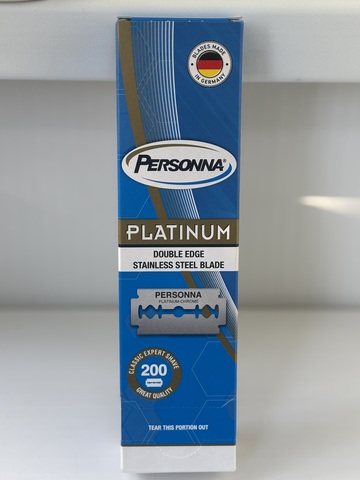 BLADES MADE
IN GERMANY
PERSONNA®
PLATINUM
DOUBLE EDGE
STAINLESS STEEL BLADE
PERSONNA
PLATINUM-CHROME
CLASSIC EXPERT SHAVE
200
GREAT QUALITY
TEAR THIS PORTION OUT